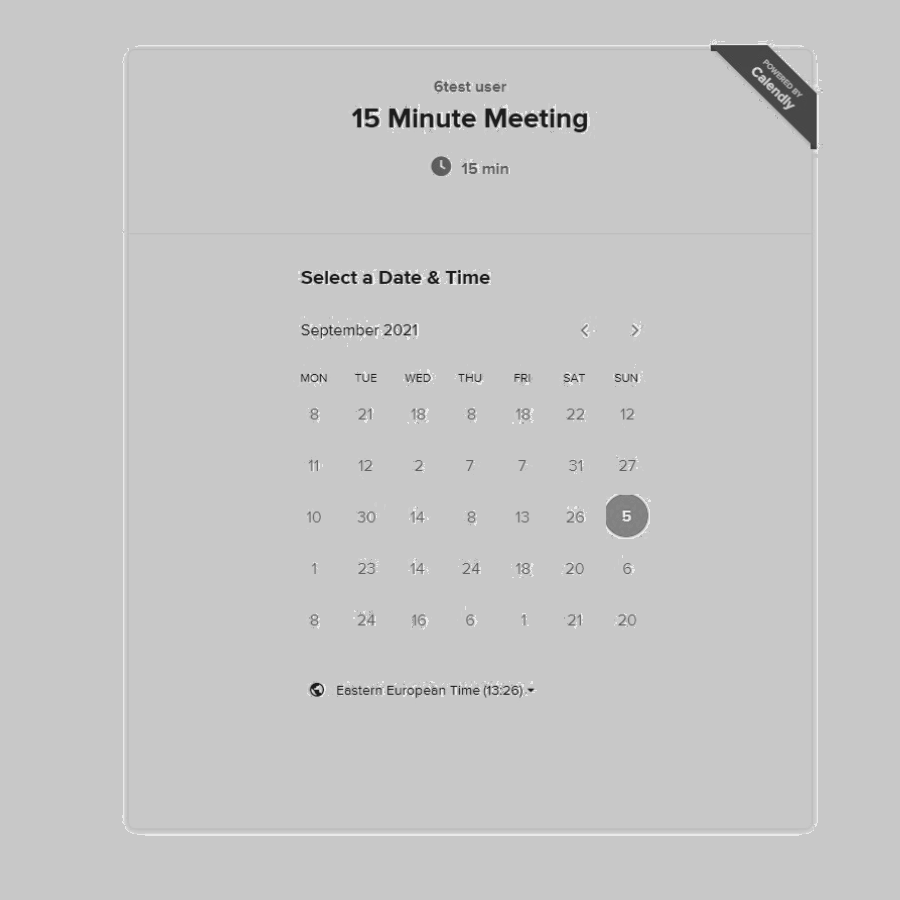 POWERED BY
Calendly
6test user
15 Minute Meeting
15 min
Select a Date & Time
September 2021
MON TUE WED THU FRI SAT SUN
8 21 18 8 18 22 12
11 12 2 7 7 31 27
10 30 14 8 13 26 5
1 23 14 24 18 20 6
8 24 16 6 1 21 20
Eastern European Time (13:26)